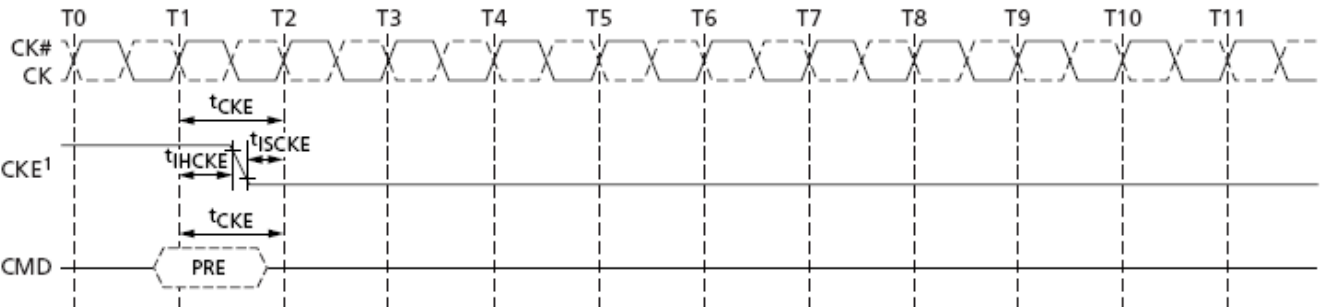 T0 T1 T2 T3 T4 T5 T6 T7 T8 T9 T10 T11
CK#
CK
tCKE
tISCKE
tIHCKE
CKE1
tCKE
CMD PRE